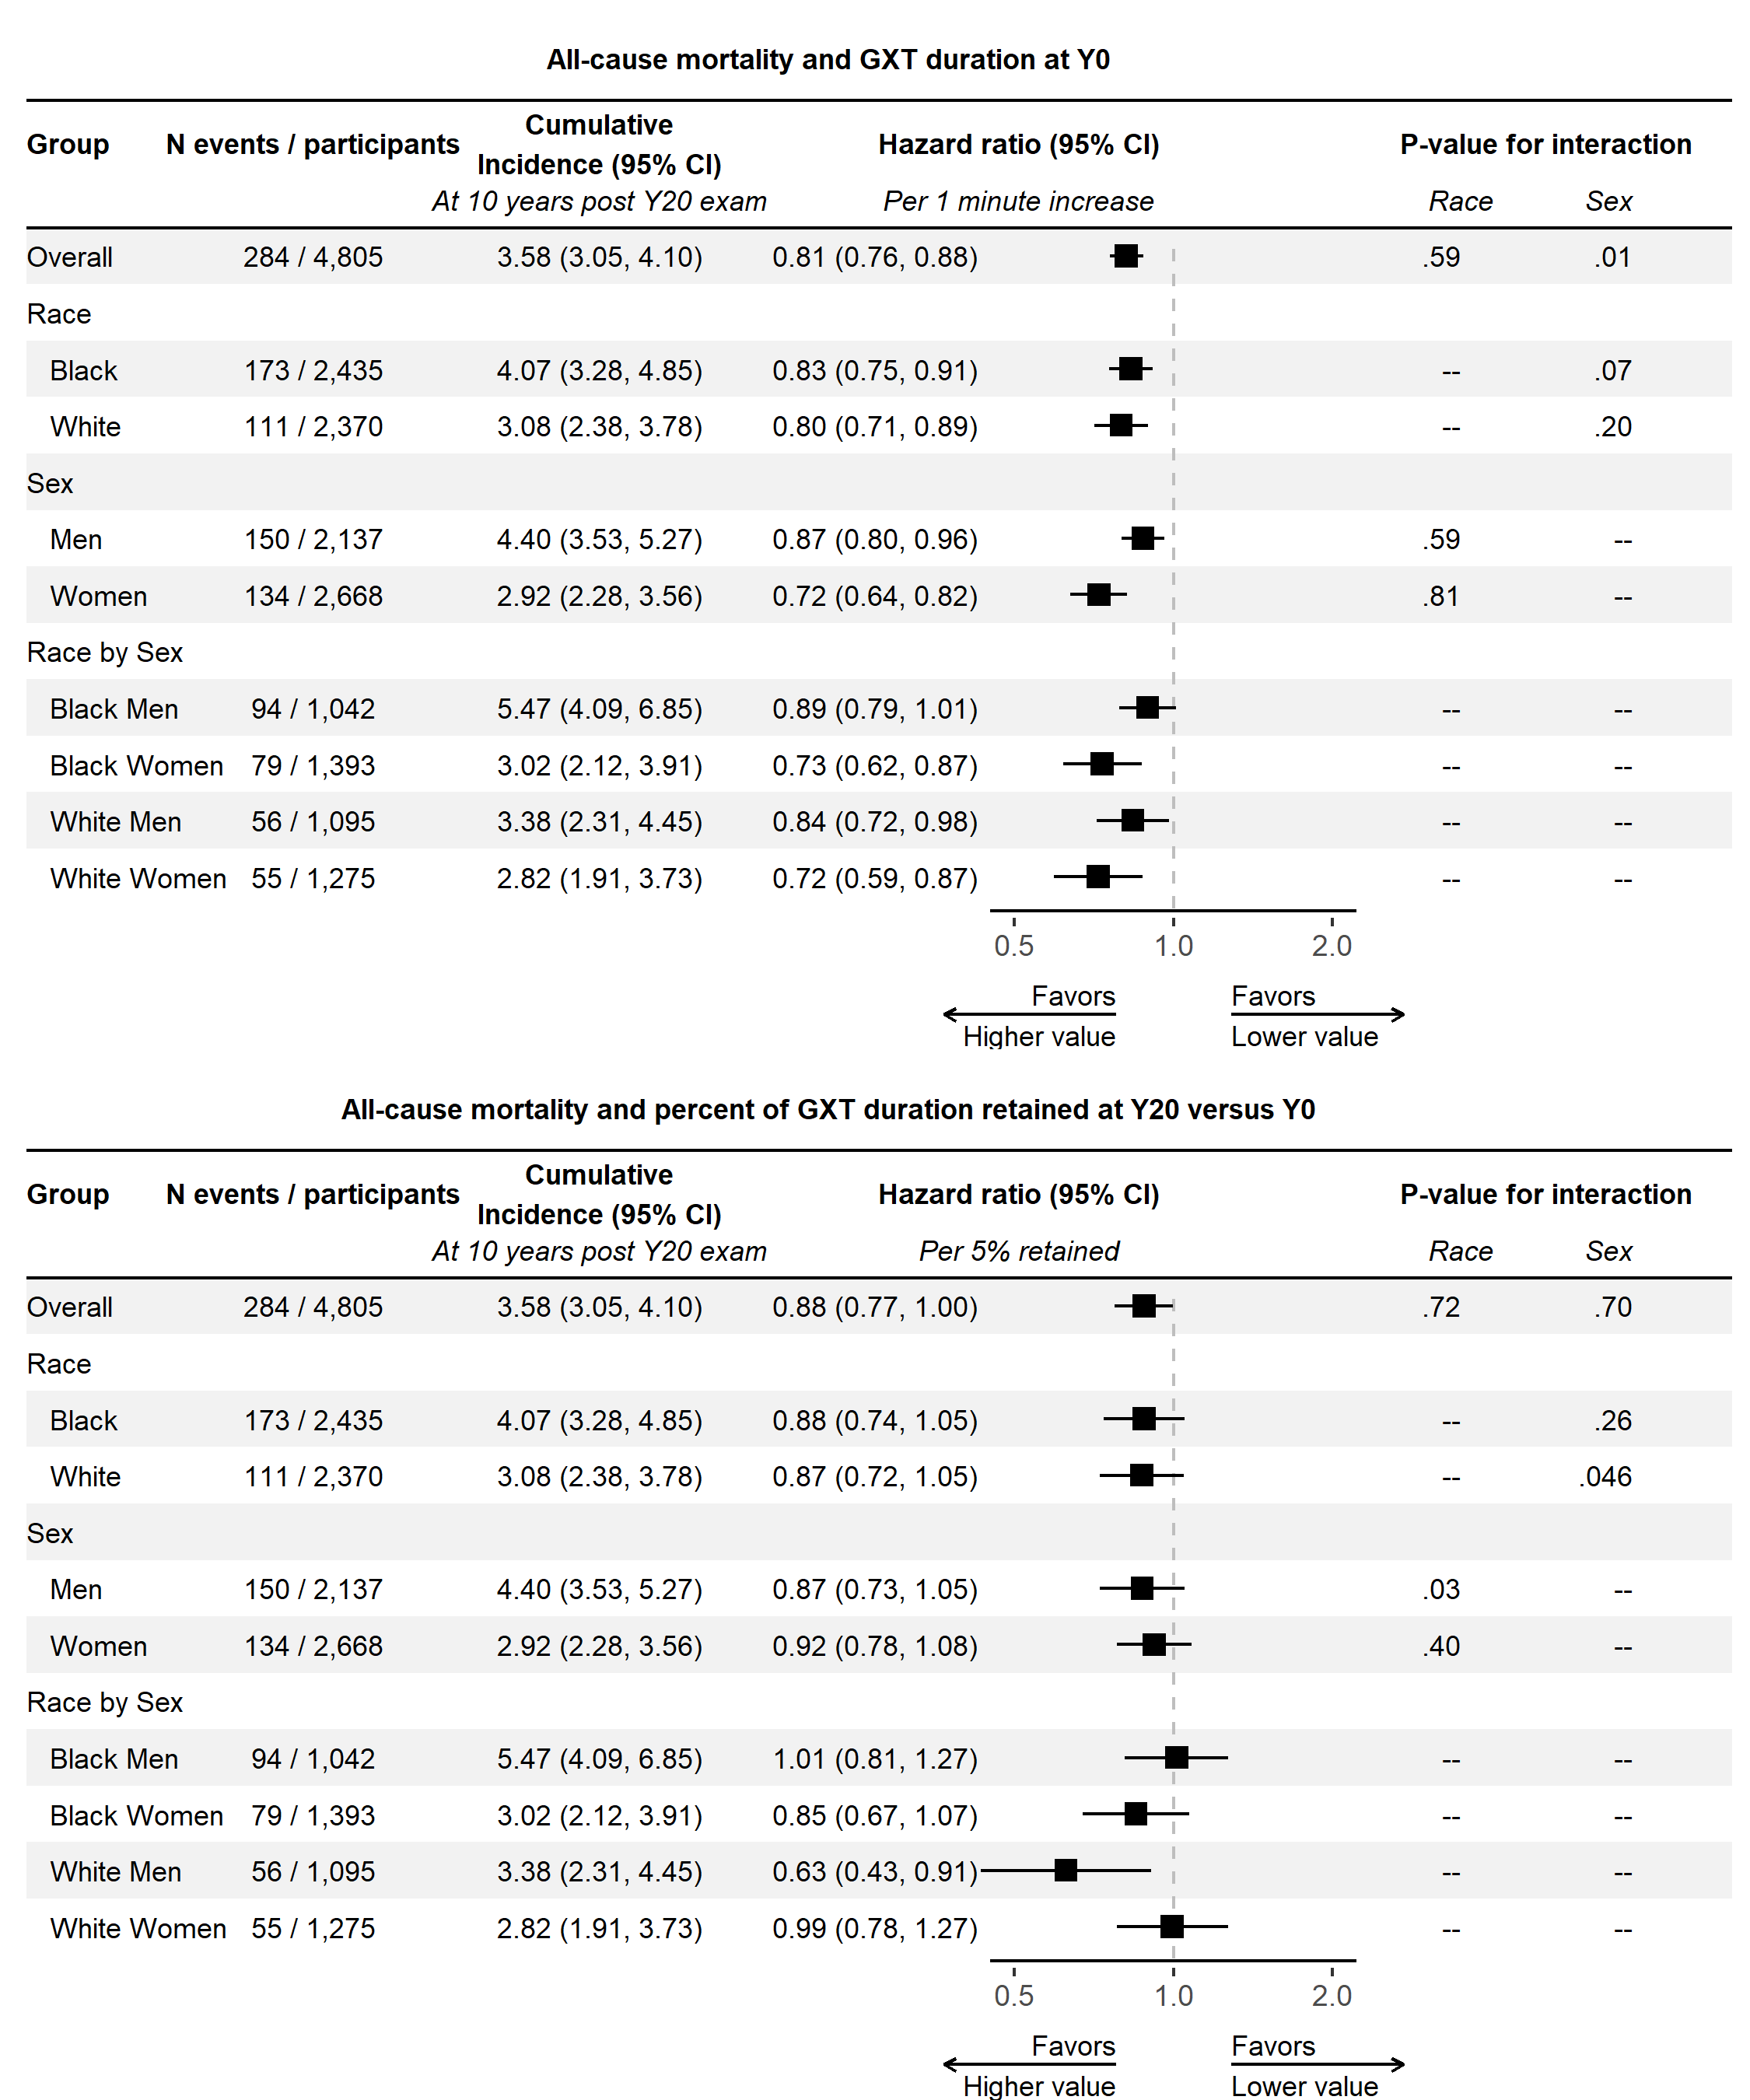 All-cause mortality and GXT duration at Y0
Group N events / participants Cumulative Incidence (95% CI) Hazard ratio (95% CI) P-value for interaction
At 10 years post Y20 exam Per 1 minute increase Race Sex
Overall 284 / 4,805 3.58 (3.05, 4.10) 0.81 (0.76, 0.88) .59 .01
Race
Black 173 / 2,435 4.07 (3.28, 4.85) 0.83 (0.75, 0.91) -- .07
White 111 / 2,370 3.08 (2.38, 3.78) 0.80 (0.71, 0.89) -- .20
Sex
Men 150 / 2,137 4.40 (3.53, 5.27) 0.87 (0.80, 0.96) .59 --
Women 134 / 2,668 2.92 (2.28, 3.56) 0.72 (0.64, 0.82) .81 --
Race by Sex
Black Men 94 / 1,042 5.47 (4.09, 6.85) 0.89 (0.79, 1.01) -- --
Black Women 79 / 1,393 3.02 (2.12, 3.91) 0.73 (0.62, 0.87) -- --
White Men 56 / 1,095 3.38 (2.31, 4.45) 0.84 (0.72, 0.98) -- --
White Women 55 / 1,275 2.82 (1.91, 3.73) 0.72 (0.59, 0.87) -- --
0.5 1.0 2.0
Favors Favors
Higher value Lower value
All-cause mortality and percent of GXT duration retained at Y20 versus Y0
Group N events / participants Cumulative Incidence (95% CI) Hazard ratio (95% CI) P-value for interaction
At 10 years post Y20 exam Per 5% retained Race Sex
Overall 284 / 4,805 3.58 (3.05, 4.10) 0.88 (0.77, 1.00) .72 .70
Race
Black 173 / 2,435 4.07 (3.28, 4.85) 0.88 (0.74, 1.05) -- .26
White 111 / 2,370 3.08 (2.38, 3.78) 0.87 (0.72, 1.05) -- .046
Sex
Men 150 / 2,137 4.40 (3.53, 5.27) 0.87 (0.73, 1.05) .03 --
Women 134 / 2,668 2.92 (2.28, 3.56) 0.92 (0.78, 1.08) .40 --
Race by Sex
Black Men 94 / 1,042 5.47 (4.09, 6.85) 1.01 (0.81, 1.27) -- --
Black Women 79 / 1,393 3.02 (2.12, 3.91) 0.85 (0.67, 1.07) -- --
White Men 56 / 1,095 3.38 (2.31, 4.45) 0.63 (0.43, 0.91) -- --
White Women 55 / 1,275 2.82 (1.91, 3.73) 0.99 (0.78, 1.27) -- --
0.5 1.0 2.0
Favors Favors
Higher value Lower value